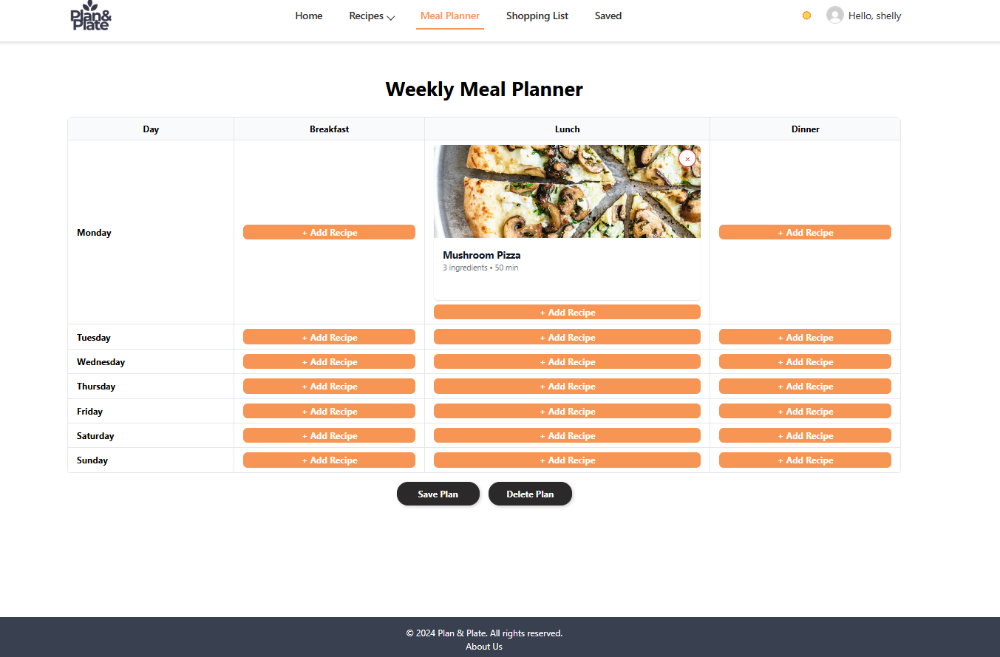 Plan&
Plate
Home Recipes Meal Planner Shopping List Saved Hello, shelly
Weekly Meal Planner
Day Breakfast Lunch Dinner
×
Mushroom Pizza
3 ingredients • 50 min
Monday + Add Recipe + Add Recipe + Add Recipe
Tuesday + Add Recipe + Add Recipe + Add Recipe
Wednesday + Add Recipe + Add Recipe + Add Recipe
Thursday + Add Recipe + Add Recipe + Add Recipe
Friday + Add Recipe + Add Recipe + Add Recipe
Saturday + Add Recipe + Add Recipe + Add Recipe
Sunday + Add Recipe + Add Recipe + Add Recipe
Save Plan Delete Plan
© 2024 Plan & Plate. All rights reserved.
About Us